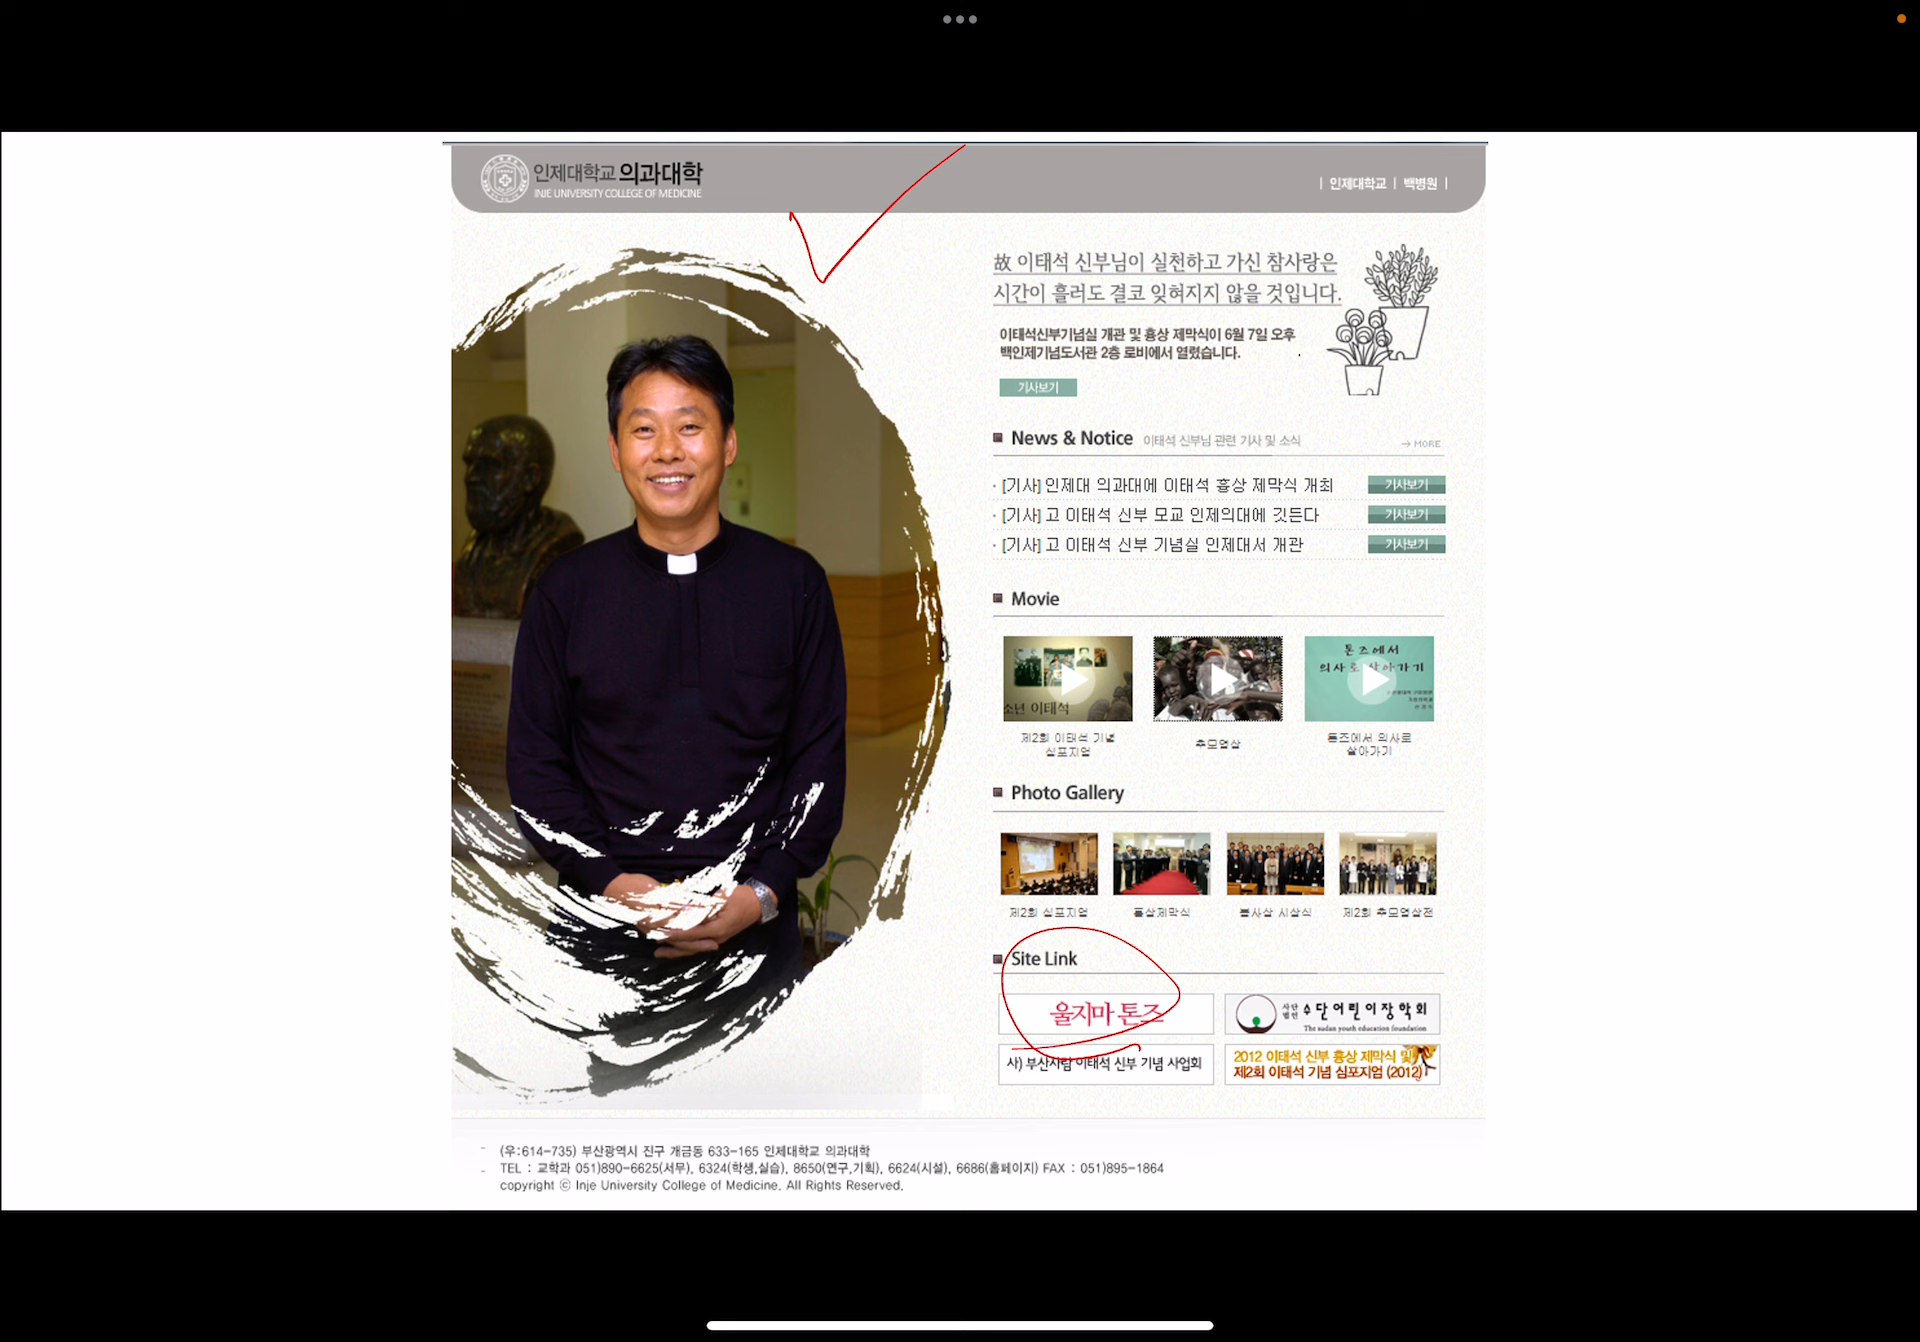 인제대학교 의과대학
INJE UNIVERSITY COLLEGE OF MEDICINE
| 인제대학교 | 백병원 |
故 이태석 신부님이 실천하고 가신 참사랑은
시간이 흘러도 결코 잊혀지지 않을 것입니다.
이태석신부기념실 개관 및 흉상 제막식이 6월 7일 오후
백인제기념도서관 2층 로비에서 열렸습니다.
기사보기
News & Notice 이태석 신부님 관련 기사 및 소식
→ MORE
· [기사] 인제대 의과대에 이태석 흉상 제막식 개최 기사보기
· [기사] 고 이태석 신부 모교 인제의대에 깃든다 기사보기
· [기사] 고 이태석 신부 기념실 인제대서 개관 기사보기
Movie
소년 이태석
톤즈에서
의사로 살아가기
제2회 이태석 기념
심포지엄
추모영상
톤즈에서 의사로
살아가기
Photo Gallery
제2회 심포지엄
흉상제막식
봉사상 시상식
제2회 추모영상전
Site Link
울지마 톤즈
사단법인 수단어린이장학회
The sudan youth education foundation
사) 부산사람 이태석 신부 기념 사업회
2012 이태석 신부 흉상 제막식 및
제2회 이태석 기념 심포지엄 (2012)
(우:614-735) 부산광역시 진구 개금동 633-165 인제대학교 의과대학
TEL : 교학과 051)890-6625(서무), 6324(학생,실습), 8650(연구,기획), 6624(시설), 6686(홈페이지) FAX : 051)895-1864
copyright ⓒ Inje University College of Medicine. All Rights Reserved.